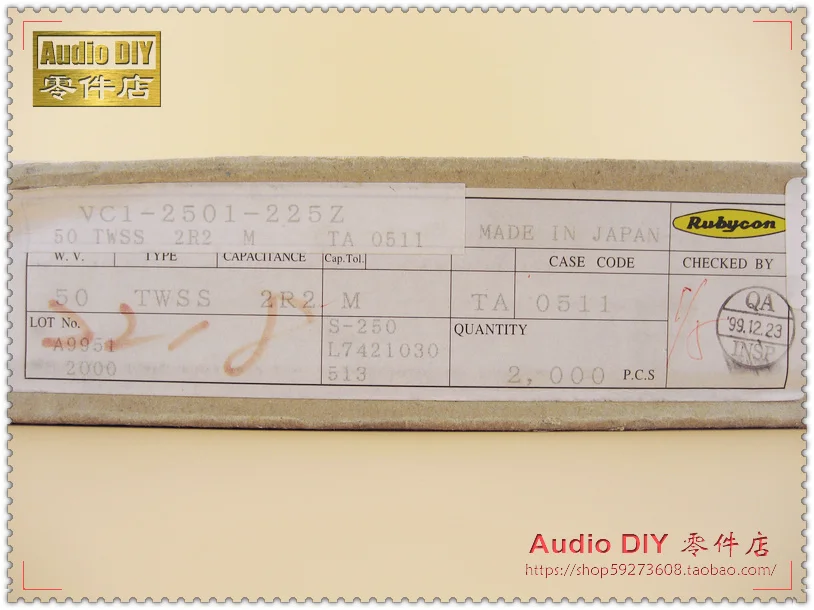 Audio DIY
零件店
VC1-2501-225Z
50 TWSS 2R2 M TA 0511
MADE IN JAPAN
Rubycon
W. V. TYPE CAPACITANCE Cap.Tol. CASE CODE CHECKED BY
50 TWSS 2R2 M TA 0511
QA
'99.12.23
INSP
LOT No. S-250 QUANTITY
A9951 L7421030
2000 513 2,000 P.C.S
Audio DIY 零件店
https://shop59273608.taobao.com/